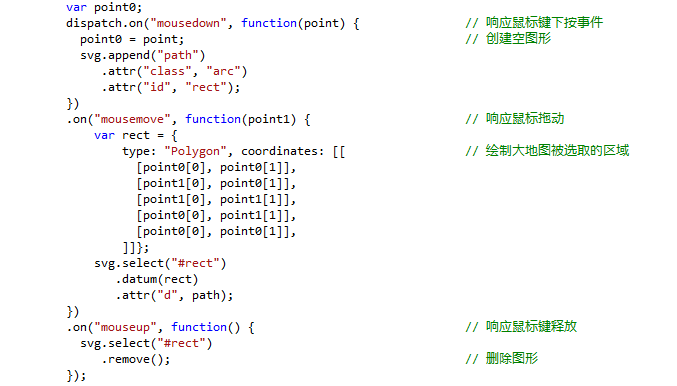 var point0;
dispatch.on("mousedown", function(point) { // 响应鼠标键下按事件
point0 = point; // 创建空图形
svg.append("path")
.attr("class", "arc")
.attr("id", "rect");
})
.on("mousemove", function(point1) { // 响应鼠标拖动
var rect = {
type: "Polygon", coordinates: [[ // 绘制大地图被选取的区域
[point0[0], point0[1]],
[point1[0], point0[1]],
[point1[0], point1[1]],
[point0[0], point1[1]],
[point0[0], point0[1]],
]]};
svg.select("#rect")
.datum(rect)
.attr("d", path);
})
.on("mouseup", function() { // 响应鼠标键释放
svg.select("#rect")
.remove(); // 删除图形
});